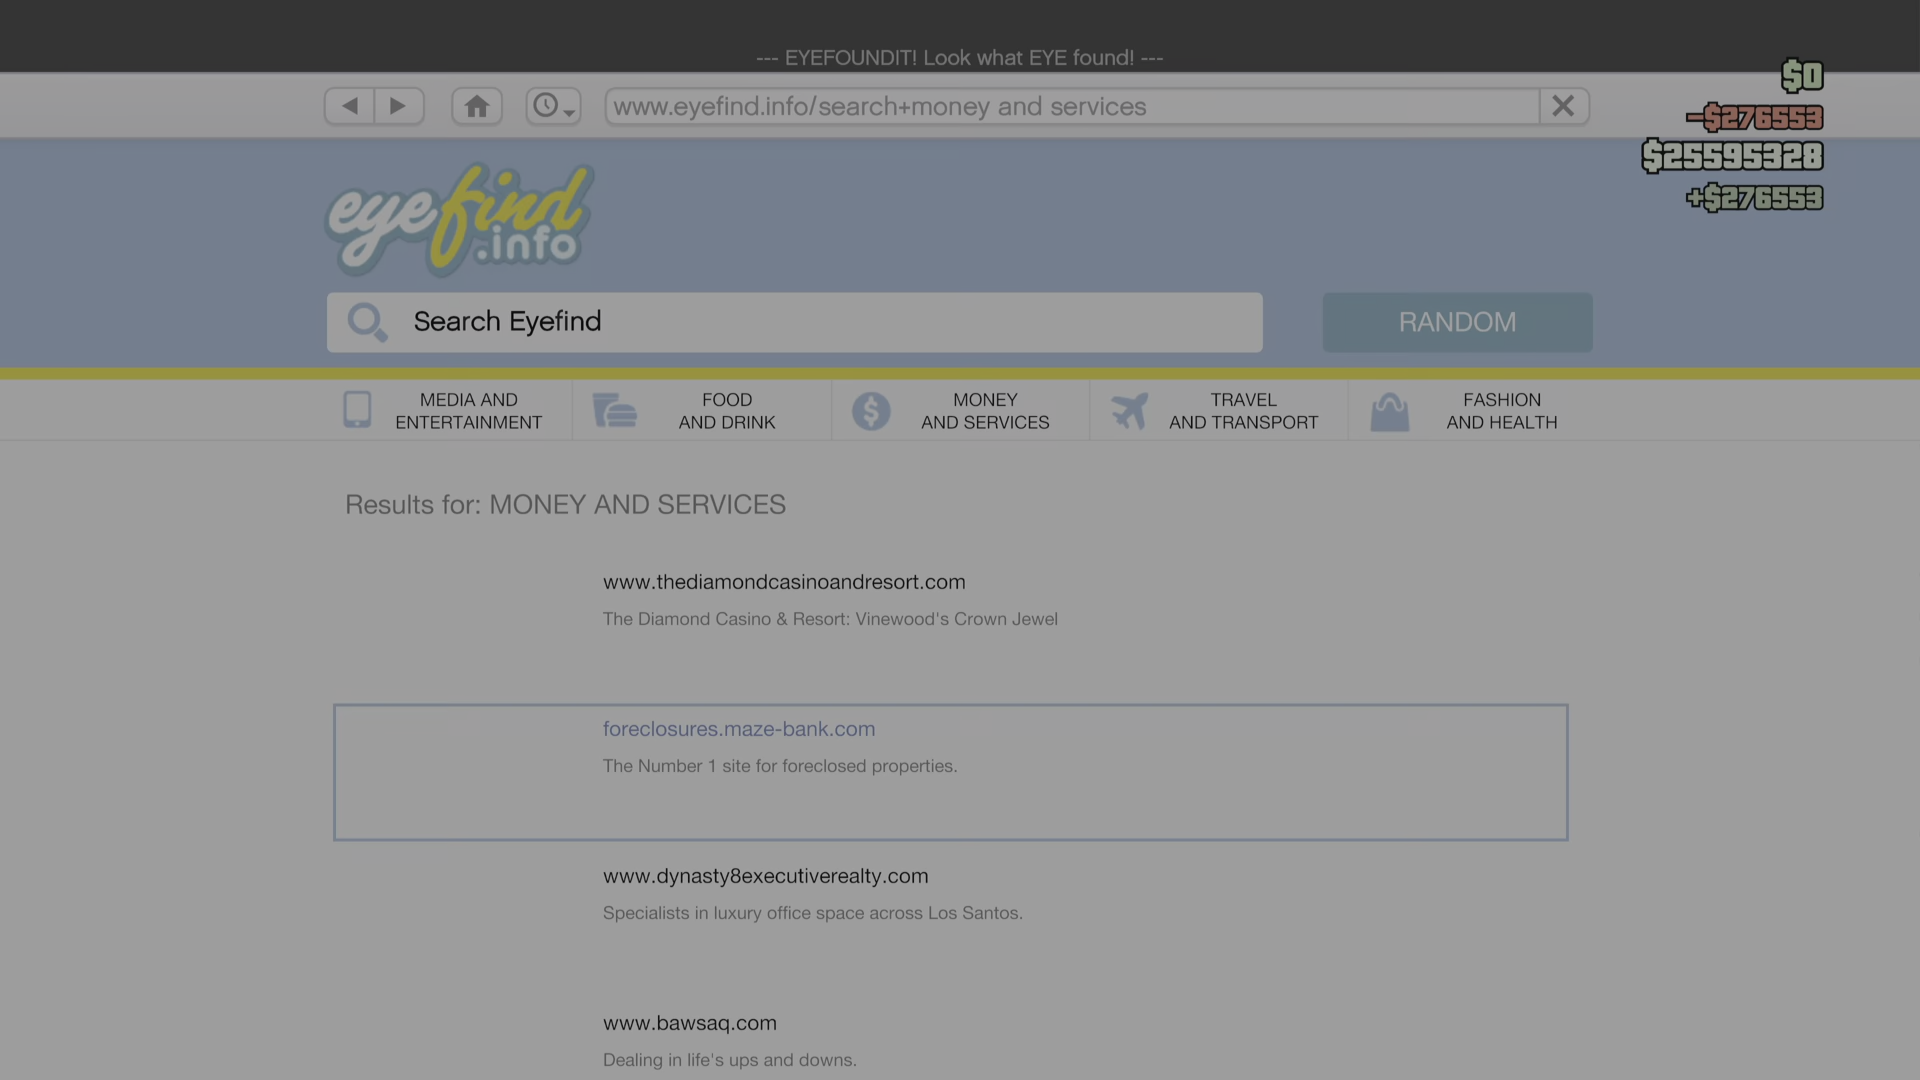 --- EYEFOUNDIT! Look what EYE found! ---
www.eyefind.info/search+money and services
$0
-$276553
$25595328
+$276553
eyefind
.info
Search Eyefind
RANDOM
MEDIA AND
ENTERTAINMENT
FOOD
AND DRINK
MONEY
AND SERVICES
TRAVEL
AND TRANSPORT
FASHION
AND HEALTH
Results for: MONEY AND SERVICES
www.thediamondcasinoandresort.com
The Diamond Casino & Resort: Vinewood's Crown Jewel
foreclosures.maze-bank.com
The Number 1 site for foreclosed properties.
www.dynasty8executiverealty.com
Specialists in luxury office space across Los Santos.
www.bawsaq.com
Dealing in life's ups and downs.